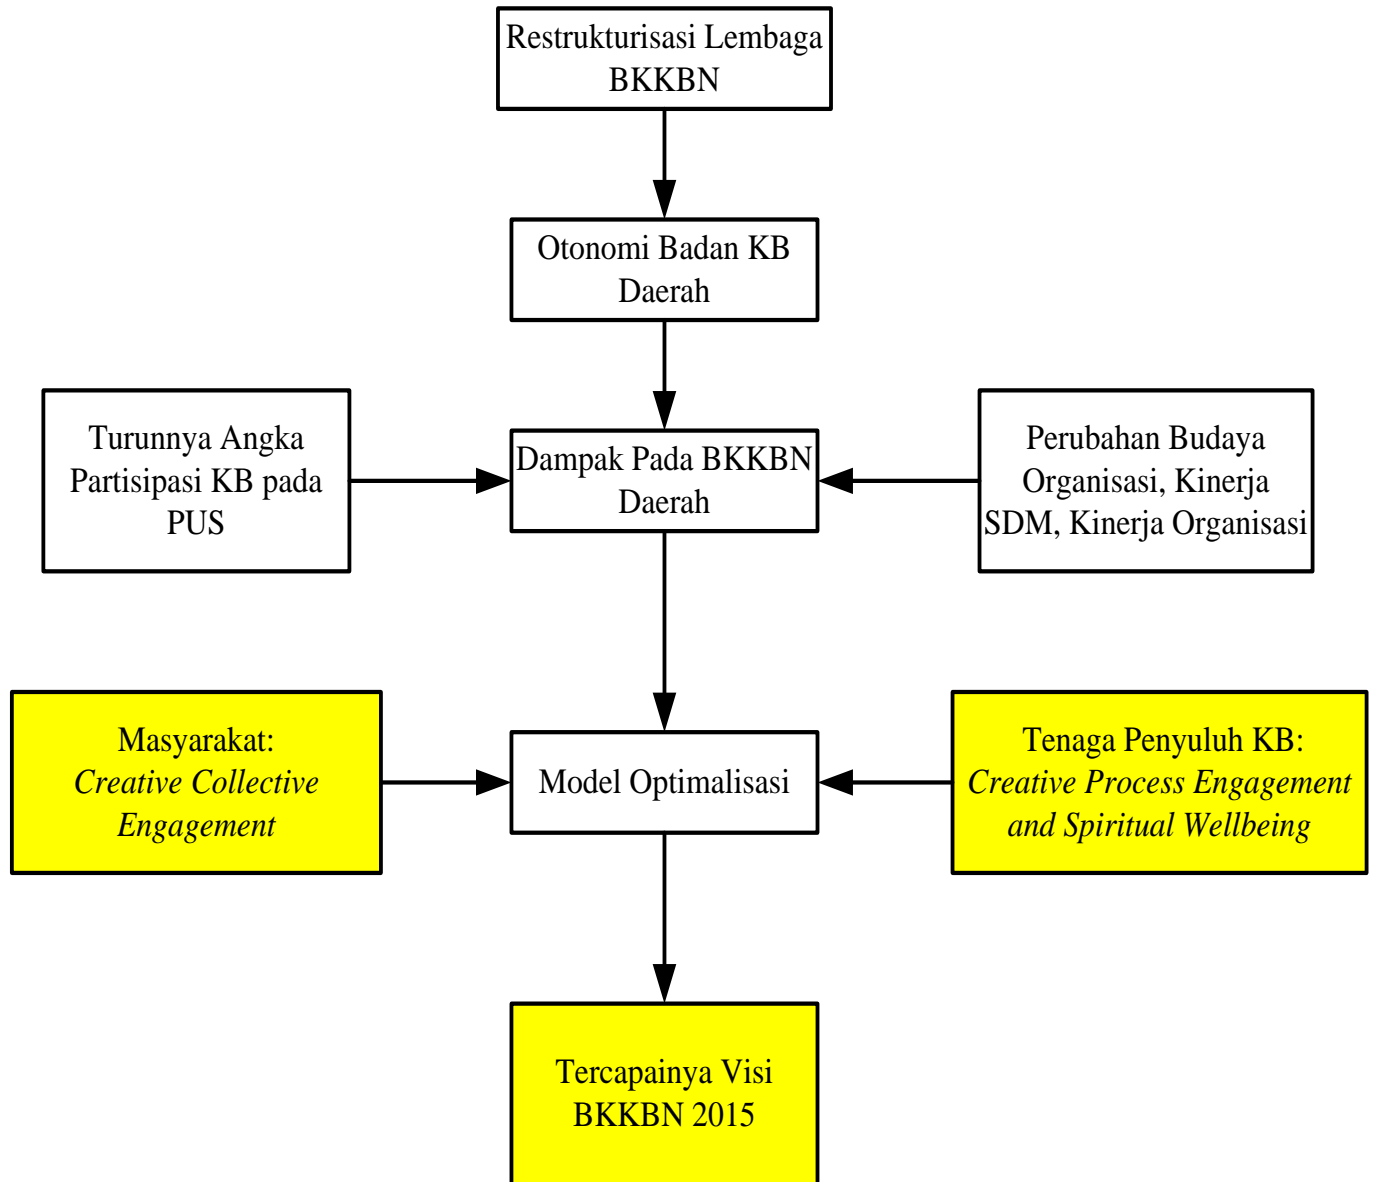 Restrukturisasi Lembaga
BKKBN
Otonomi Badan KB
Daerah
Turunnya Angka
Partisipasi KB pada
PUS
Dampak Pada BKKBN
Daerah
Perubahan Budaya
Organisasi, Kinerja
SDM, Kinerja Organisasi
Masyarakat:
Creative Collective
Engagement
Model Optimalisasi
Tenaga Penyuluh KB:
Creative Process Engagement
and Spiritual Wellbeing
Tercapainya Visi
BKKBN 2015